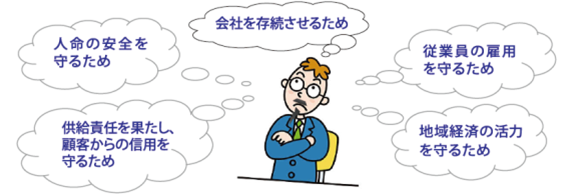 会社を存続させるため
人命の安全を
守るため
従業員の雇用
を守るため
供給責任を果たし、
顧客からの信用を
守るため
地域経済の活力
を守るため